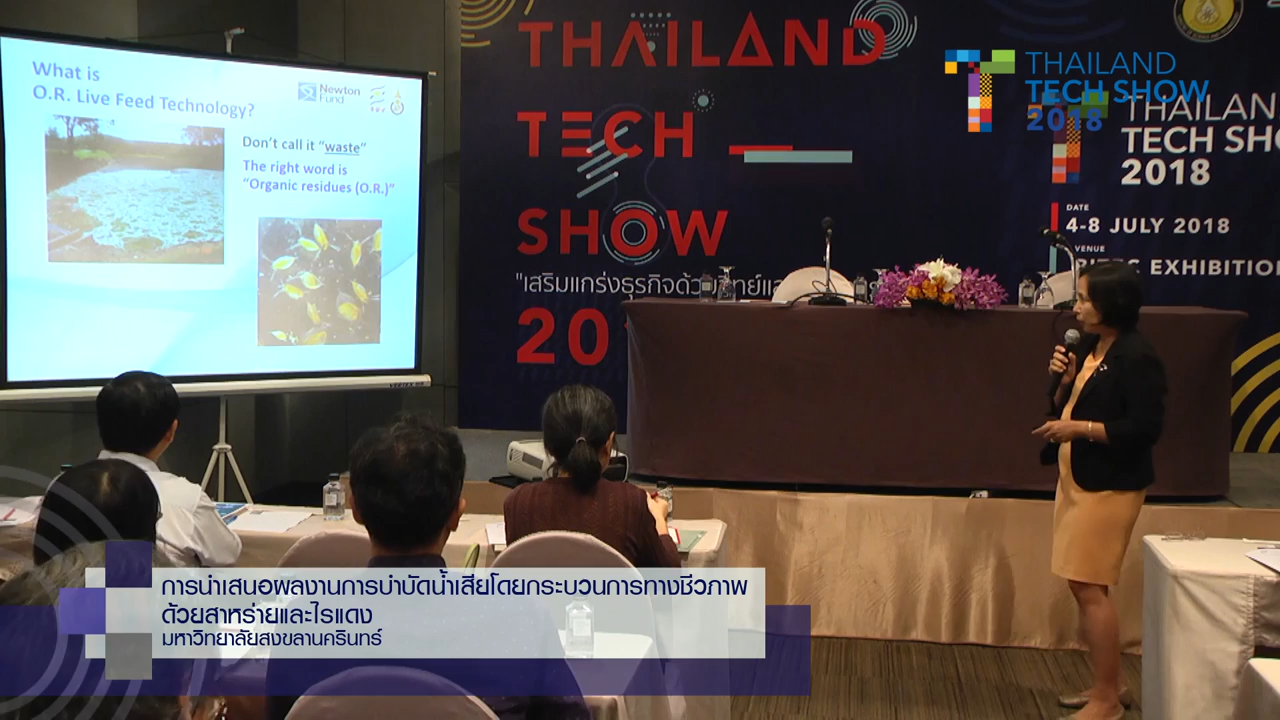 What is
O.R. Live Feed Technology?
Newton
Fund
Don't call it "waste"
The right word is
"Organic residues (O.R.)"
THAILAND
TECH
SHOW
"เสริมแกร่งธุรกิจด้วย
20
THAILAND
TECH SHOW
2018
THAILAN
TECH SHO
2018
DATE
4-8 JULY 2018
VENUE
EXHIBITION
การนำเสนอผลงานการบำบัดน้ำเสียโดยกระบวนการทางชีวภาพ
ด้วยสาหร่ายและไรแดง
มหาวิทยาลัยสงขลานครินทร์